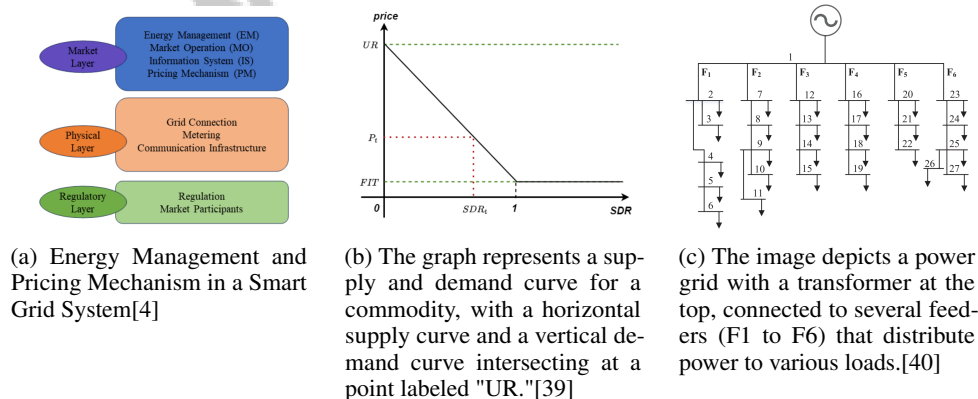 Market
Layer
Energy Management (EM)
Market Operation (MO)
Information System (IS)
Pricing Mechanism (PM)
Physical
Layer
Grid Connection
Metering
Communication Infrastructure
Regulatory
Layer
Regulation
Market Participants
(a) Energy Management and
Pricing Mechanism in a Smart
Grid System[4]
price
UR
Pt
FIT
0
SDRt
1
SDR
(b) The graph represents a sup-
ply and demand curve for a
commodity, with a horizontal
supply curve and a vertical de-
mand curve intersecting at a
point labeled "UR."[39]
1
F1 F2 F3 F4 F5 F6
2 7 12 16 20 23
3 8 13 17 21 24
4 9 14 18 22 25
5 10 15 19 26 27
6 11
(c) The image depicts a power
grid with a transformer at the
top, connected to several feed-
ers (F1 to F6) that distribute
power to various loads.[40]